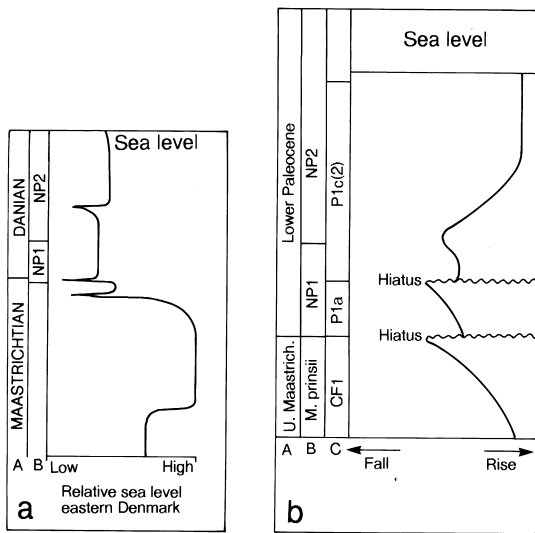 Sea level
DANIAN
NP2
NP1
MAASTRICHTIAN
A B Low High
Relative sea level
eastern Denmark
a
Sea level
Lower Paleocene
NP2
P1c(2)
NP1
P1a
Hiatus
Hiatus
U. Maastrich.
M. prinsii
CF1
A B C
Fall Rise
b